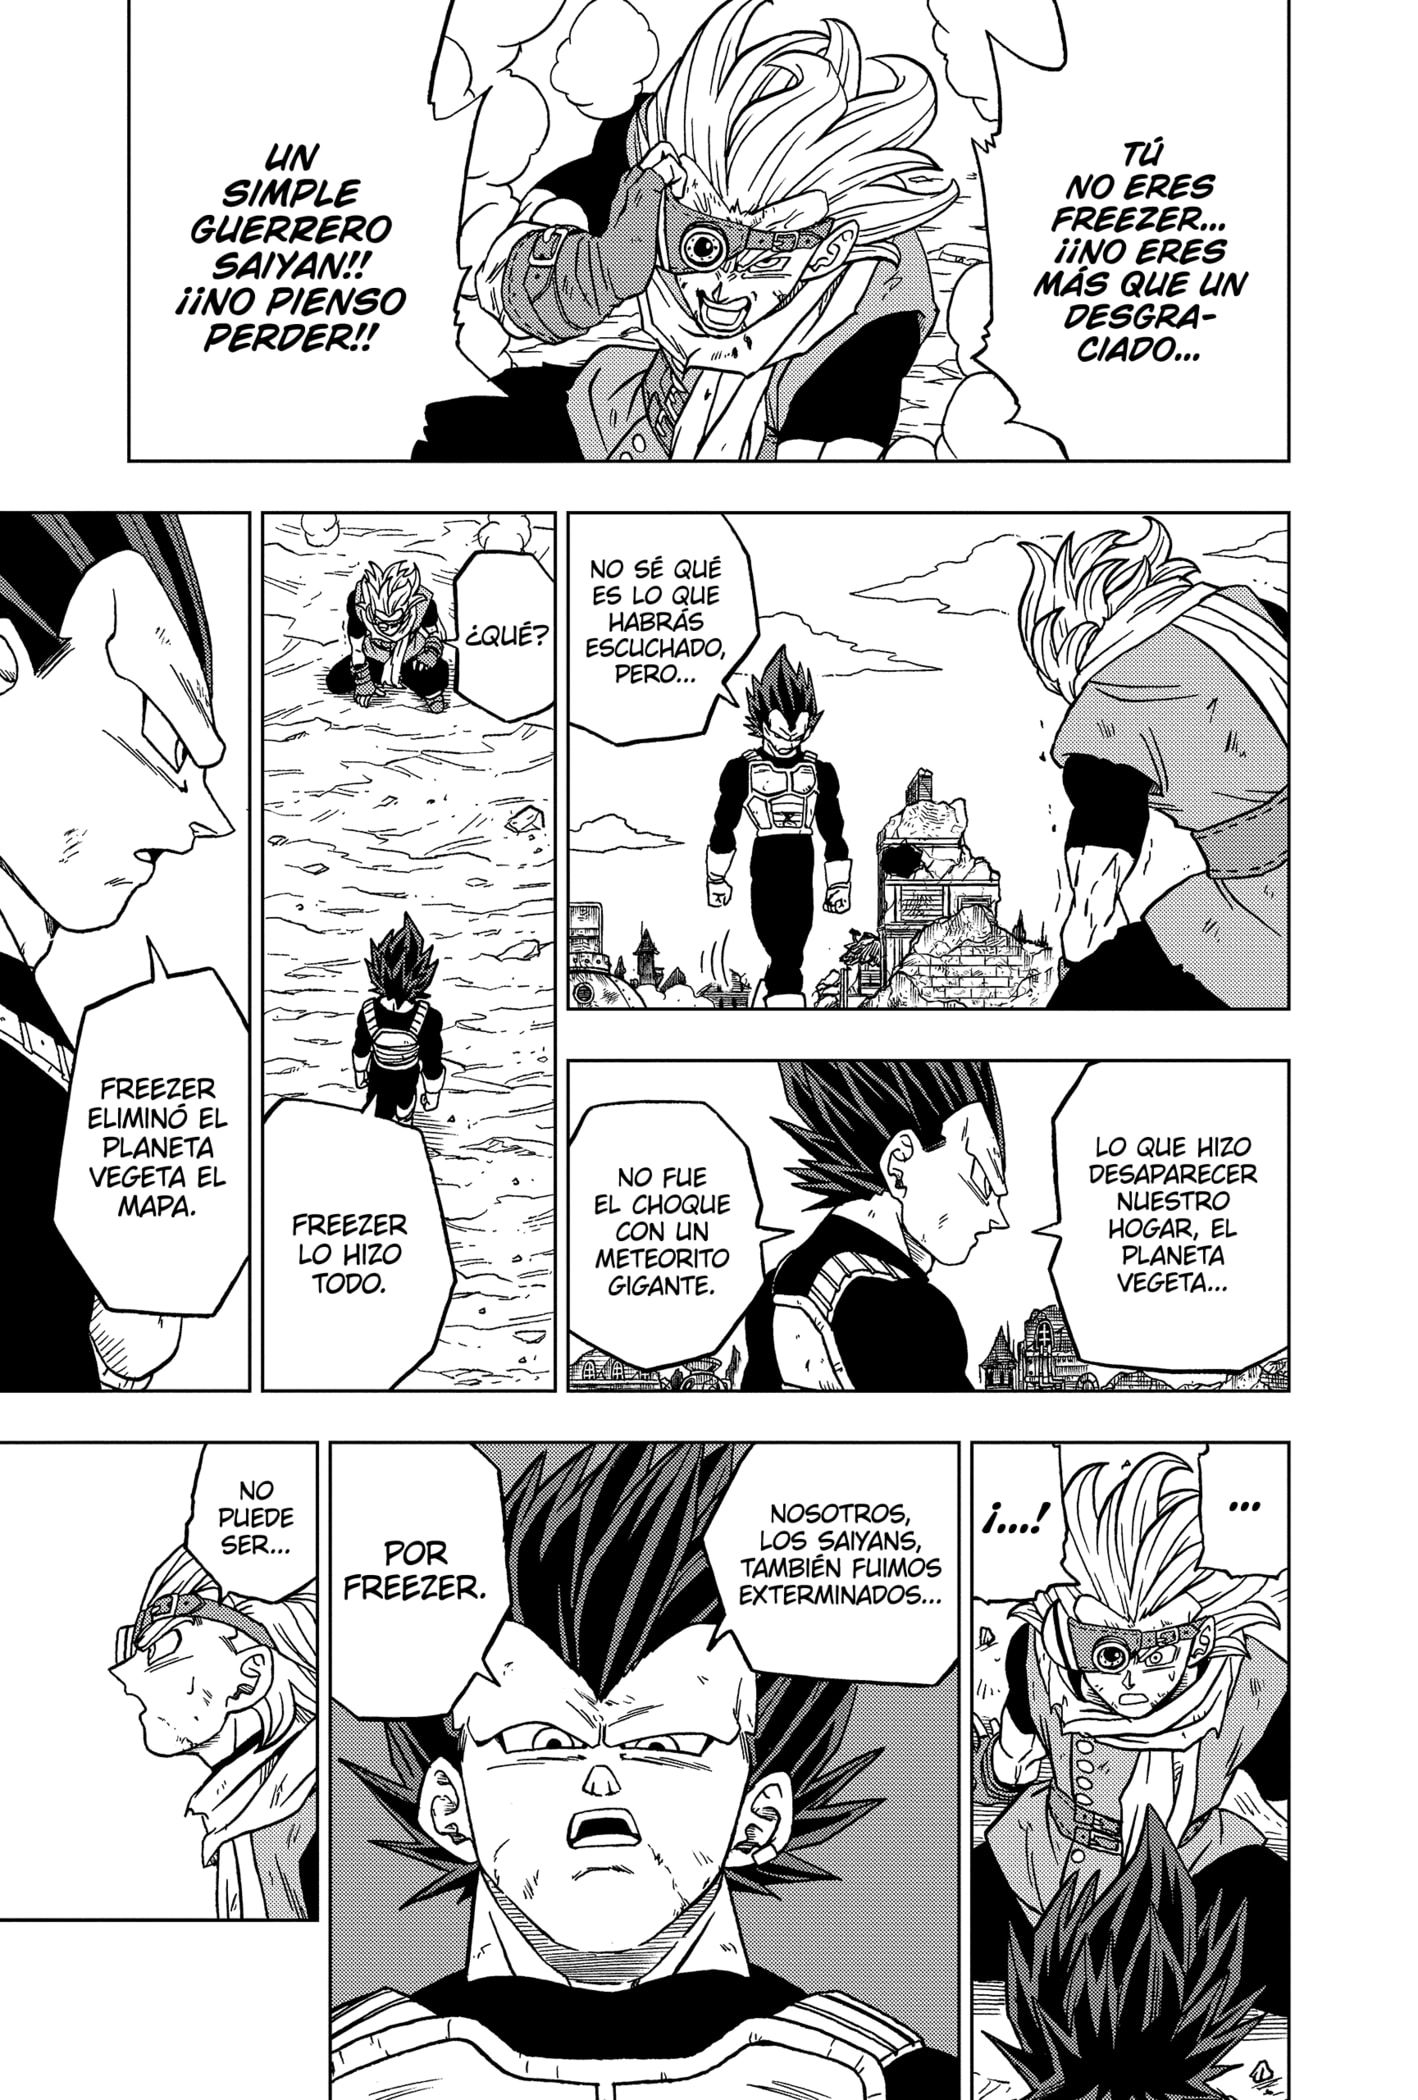 TÚ
NO ERES
FREEZER...
¡¡NO ERES
MÁS QUE UN
DESGRA-
CIADO...
UN
SIMPLE
GUERRERO
SAIYAN!!
¡¡NO PIENSO
PERDER!!
NO SÉ QUÉ
ES LO QUE
HABRÁS
ESCUCHADO,
PERO...
LO QUE HIZO
DESAPARECER
NUESTRO
HOGAR, EL
PLANETA
VEGETA...
NO FUE
EL CHOQUE
CON UN
METEORITO
GIGANTE.
¿QUÉ?
FREEZER
LO HIZO
TODO.
FREEZER
ELIMINÓ EL
PLANETA
VEGETA EL
MAPA.
...
¡...!
NOSOTROS,
LOS SAIYANS,
TAMBIÉN FUIMOS
EXTERMINADOS...
POR
FREEZER.
NO
PUEDE
SER...